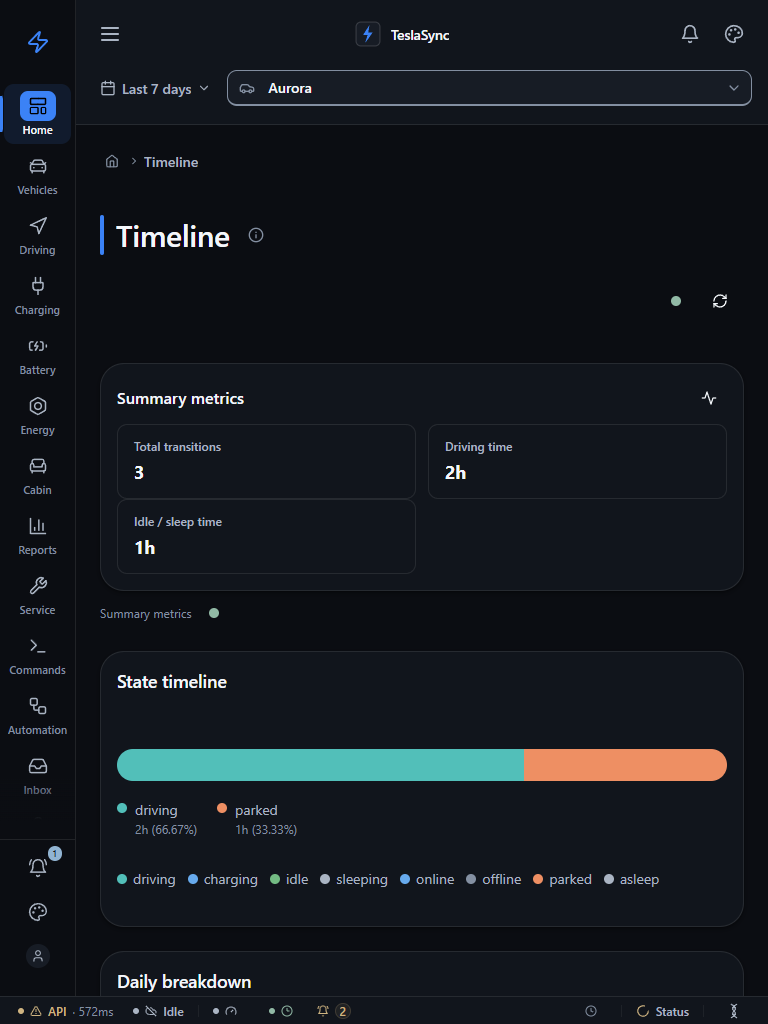 TeslaSync
Last 7 days
Aurora
Home
Vehicles
Driving
Charging
Battery
Energy
Cabin
Reports
Service
Commands
Automation
Inbox
1
Timeline
Timeline
Summary metrics
Total transitions
3
Driving time
2h
Idle / sleep time
1h
Summary metrics
State timeline
driving
2h (66.67%)
parked
1h (33.33%)
driving charging idle sleeping online offline parked asleep
Daily breakdown
API · 572ms Idle 2 Status